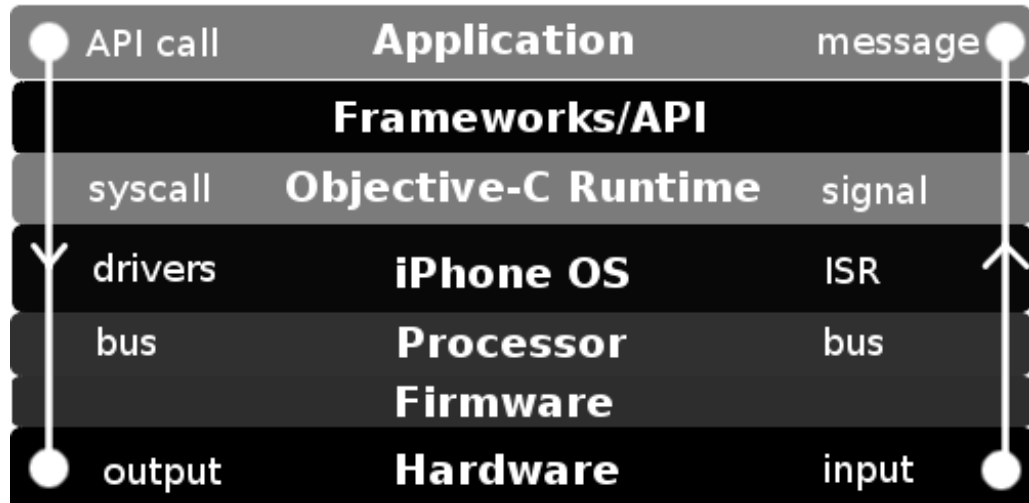 API call Application message
Frameworks/API
syscall Objective-C Runtime signal
drivers iPhone OS ISR
bus Processor bus
Firmware
output Hardware input